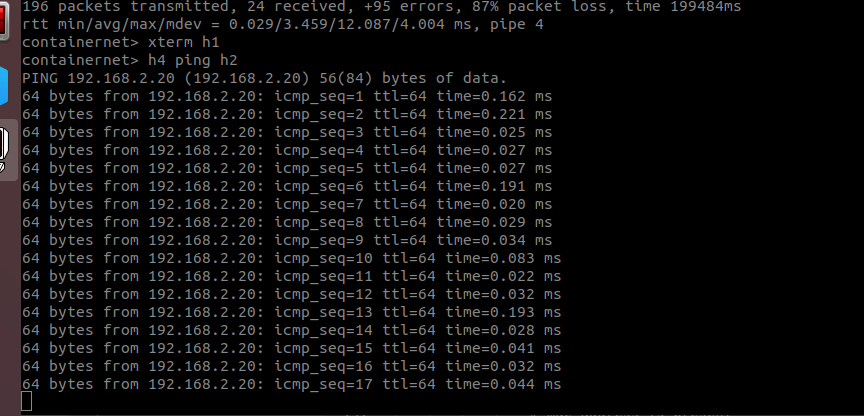 196 packets transmitted, 24 received, +95 errors, 87% packet loss, time 199484ms
rtt min/avg/max/mdev = 0.029/3.459/12.087/4.004 ms, pipe 4
containernet> xterm h1
containernet> h4 ping h2
PING 192.168.2.20 (192.168.2.20) 56(84) bytes of data.
64 bytes from 192.168.2.20: icmp_seq=1 ttl=64 time=0.162 ms
64 bytes from 192.168.2.20: icmp_seq=2 ttl=64 time=0.221 ms
64 bytes from 192.168.2.20: icmp_seq=3 ttl=64 time=0.025 ms
64 bytes from 192.168.2.20: icmp_seq=4 ttl=64 time=0.027 ms
64 bytes from 192.168.2.20: icmp_seq=5 ttl=64 time=0.027 ms
64 bytes from 192.168.2.20: icmp_seq=6 ttl=64 time=0.191 ms
64 bytes from 192.168.2.20: icmp_seq=7 ttl=64 time=0.020 ms
64 bytes from 192.168.2.20: icmp_seq=8 ttl=64 time=0.029 ms
64 bytes from 192.168.2.20: icmp_seq=9 ttl=64 time=0.034 ms
64 bytes from 192.168.2.20: icmp_seq=10 ttl=64 time=0.083 ms
64 bytes from 192.168.2.20: icmp_seq=11 ttl=64 time=0.022 ms
64 bytes from 192.168.2.20: icmp_seq=12 ttl=64 time=0.032 ms
64 bytes from 192.168.2.20: icmp_seq=13 ttl=64 time=0.193 ms
64 bytes from 192.168.2.20: icmp_seq=14 ttl=64 time=0.028 ms
64 bytes from 192.168.2.20: icmp_seq=15 ttl=64 time=0.041 ms
64 bytes from 192.168.2.20: icmp_seq=16 ttl=64 time=0.032 ms
64 bytes from 192.168.2.20: icmp_seq=17 ttl=64 time=0.044 ms